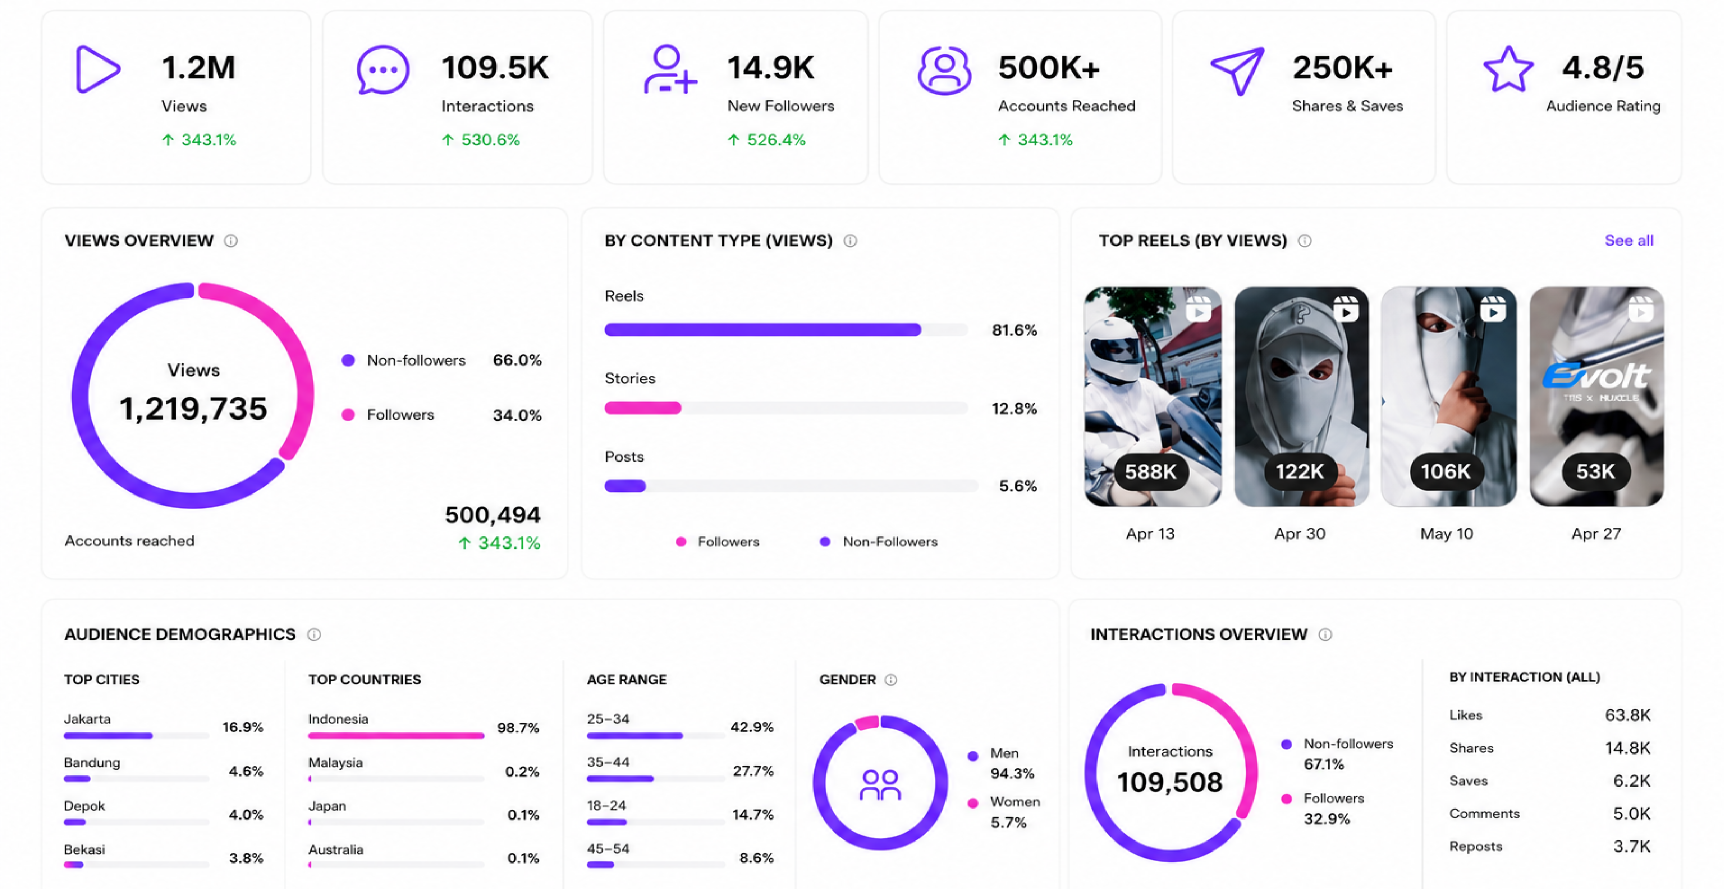 1.2M
Views
↑ 343.1%
109.5K
Interactions
↑ 530.6%
14.9K
New Followers
↑ 526.4%
500K+
Accounts Reached
↑ 343.1%
250K+
Shares & Saves
4.8/5
Audience Rating
VIEWS OVERVIEW
Views
1,219,735
Non-followers 66.0%
Followers 34.0%
Accounts reached
500,494
↑ 343.1%
BY CONTENT TYPE (VIEWS)
Reels
81.6%
Stories
12.8%
Posts
5.6%
Followers
Non-Followers
TOP REELS (BY VIEWS)
See all
588K
Apr 13
?
122K
Apr 30
106K
May 10
Evolt
53K
Apr 27
AUDIENCE DEMOGRAPHICS
TOP CITIES
Jakarta
16.9%
Bandung
4.6%
Depok
4.0%
Bekasi
3.8%
TOP COUNTRIES
Indonesia
98.7%
Malaysia
0.2%
Japan
0.1%
Australia
0.1%
AGE RANGE
25–34
42.9%
35–44
27.7%
18–24
14.7%
45–54
8.6%
GENDER
Men
94.3%
Women
5.7%
INTERACTIONS OVERVIEW
Interactions
109,508
Non-followers
67.1%
Followers
32.9%
BY INTERACTION (ALL)
Likes 63.8K
Shares 14.8K
Saves 6.2K
Comments 5.0K
Reposts 3.7K